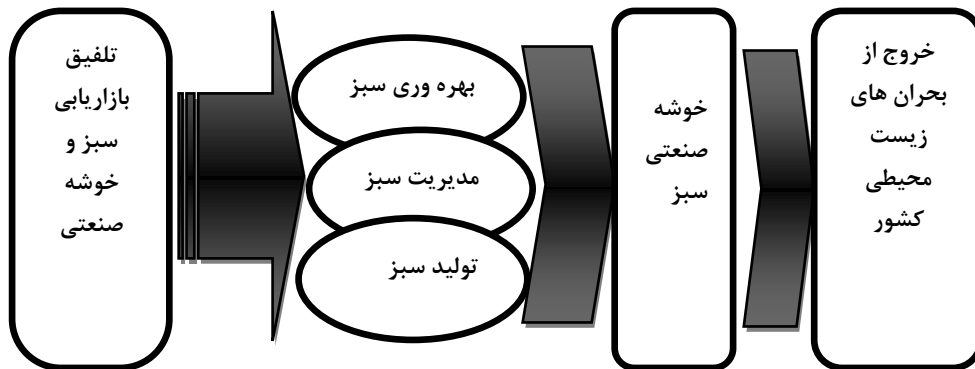 تلفیق
بازاریابی
سبز و
خوشه
صنعتی
بهره وری سبز
مدیریت سبز
تولید سبز
خوشه
صنعتی
سبز
خروج از
بحران های
زیست
محیطی
کشور